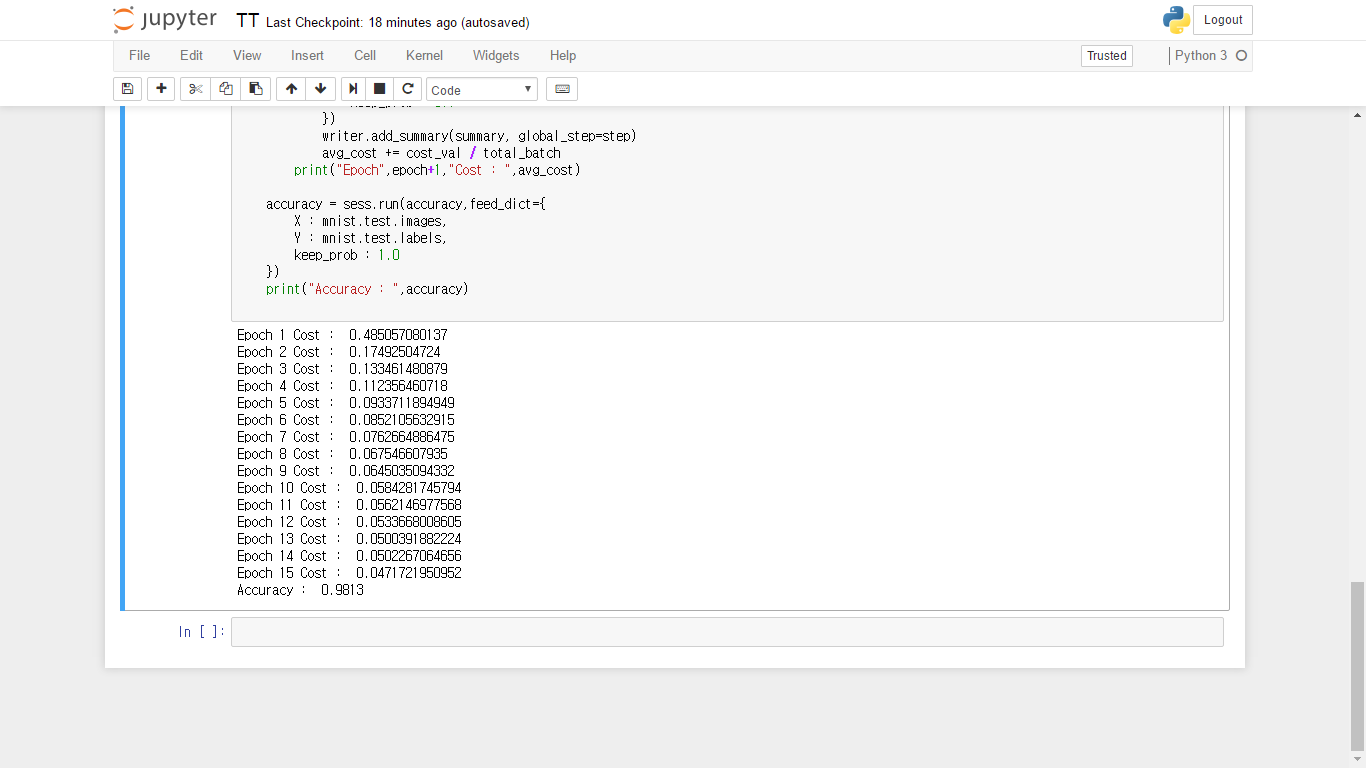 jupyter TT Last Checkpoint: 18 minutes ago (autosaved) Logout
File Edit View Insert Cell Kernel Widgets Help Trusted Python 3
Code
})
writer.add_summary(summary, global_step=step)
avg_cost += cost_val / total_batch
print("Epoch",epoch+1,"Cost : ",avg_cost)
accuracy = sess.run(accuracy,feed_dict={
X : mnist.test.images,
Y : mnist.test.labels,
keep_prob : 1.0
})
print("Accuracy : ",accuracy)
Epoch 1 Cost :  0.485057080137
Epoch 2 Cost :  0.17492504724
Epoch 3 Cost :  0.133461480879
Epoch 4 Cost :  0.112356460718
Epoch 5 Cost :  0.0933711894949
Epoch 6 Cost :  0.0852105632915
Epoch 7 Cost :  0.0762664886475
Epoch 8 Cost :  0.067546607935
Epoch 9 Cost :  0.0645035094332
Epoch 10 Cost :  0.0584281745794
Epoch 11 Cost :  0.0562146977568
Epoch 12 Cost :  0.0533668008605
Epoch 13 Cost :  0.0500391882224
Epoch 14 Cost :  0.0502267064656
Epoch 15 Cost :  0.0471721950952
Accuracy :  0.9813
In [ ]: